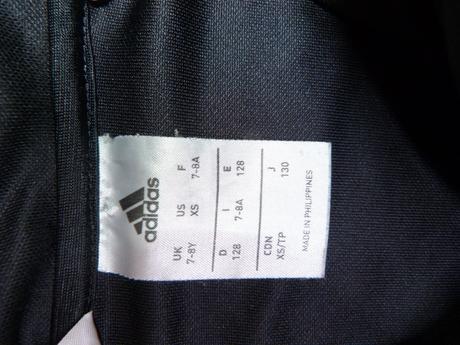 adidas
UK US F
7-8Y XS 7-8A
D I E
128 7-8A 128
CDN J
XS/TP 130
MADE IN PHILIPPINES